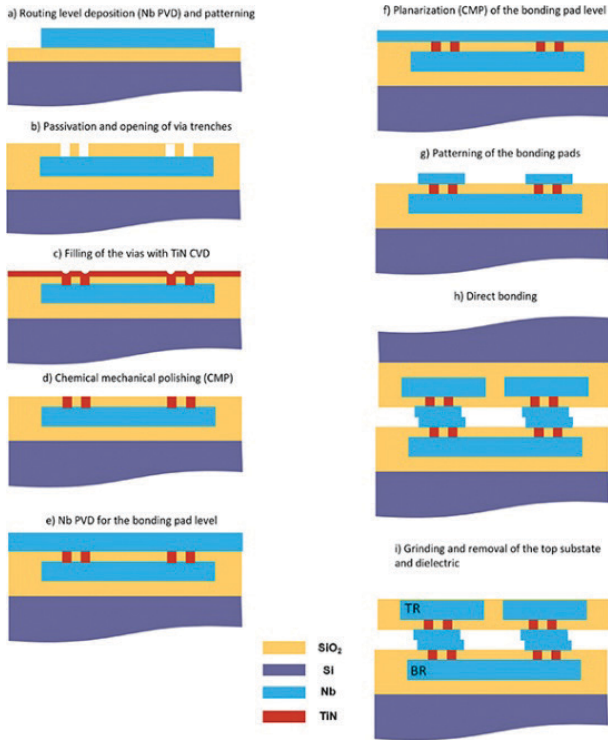 a) Routing level deposition (Nb PVD) and patterning
b) Passivation and opening of via trenches
c) Filling of the vias with TiN CVD
d) Chemical mechanical polishing (CMP)
e) Nb PVD for the bonding pad level
f) Planarization (CMP) of the bonding pad level
g) Patterning of the bonding pads
h) Direct bonding
i) Grinding and removal of the top substate
and dielectric
TR
BR
SiO₂
Si
Nb
TiN